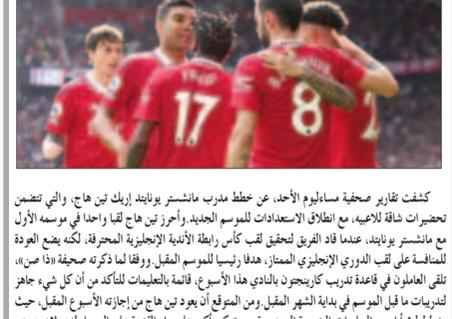 17
8
كشفت تقارير صحفية مساءليوم الأحد، عن خطط مدرب مانشستر يونايتد إريك تين هاج، والتي تتضمن
تحضيرات شاقة للاعبيه، مع انطلاق الاستعدادات للموسم الجديد.وأحرز تين هاج لقبا واحدا في موسمه الأول
مع مانشستر يونايتد، عندما قاد الفريق لتحقيق لقب كأس رابطة الأندية الإنجليزية المحترفة، لكنه يضع العودة
للمنافسة على لقب الدوري الإنجليزي الممتاز، هدفا رئيسيا للموسم المقبل.ووفقا لما ذكرته صحيفة «ذا صن»،
تلقى العاملون في قاعدة تدريب كارينجتون بالنادي هذا الأسبوع، قائمة بالتعليمات للتأكد من أن كل شيء جاهز
لتدريبات ما قبل الموسم في بداية الشهر المقبل.ومن المتوقع أن يعود تين هاج من إجازته الأسبوع المقبل، حيث